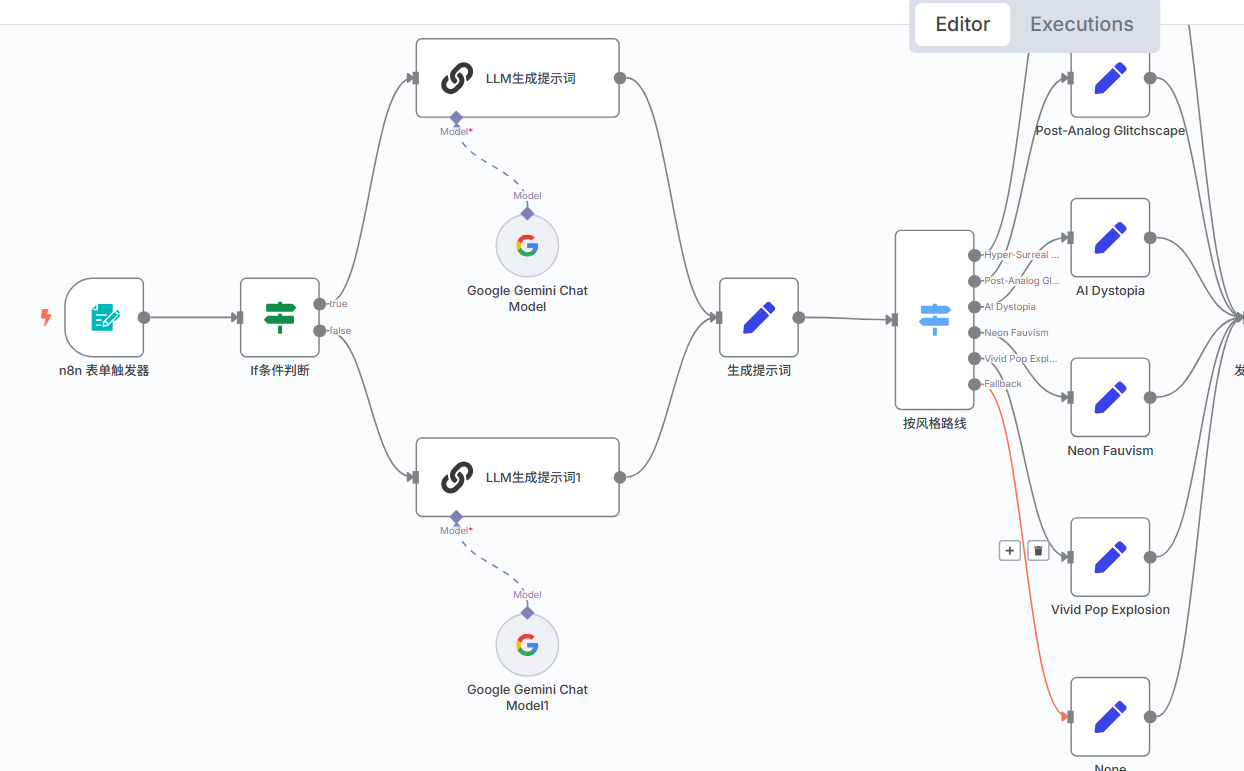 Editor
Executions
LLM生成提示词
Model*
Model
Google Gemini Chat
Model
n8n 表单触发器
true
false
If条件判断
LLM生成提示词1
Model*
Model
Google Gemini Chat
Model1
生成提示词
Hyper-Surreal ...
Post-Analog Gl...
AI Dystopia
Neon Fauvism
Vivid Pop Expl...
Fallback
按风格路线
Post-Analog Glitchscape
AI Dystopia
Neon Fauvism
Vivid Pop Explosion
None